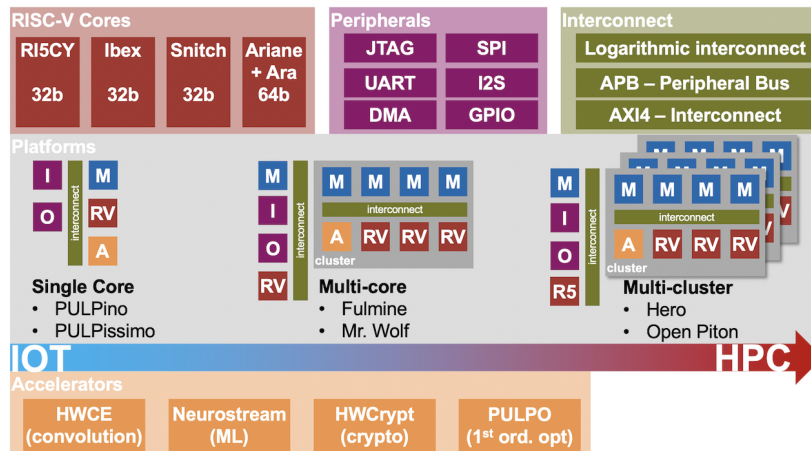 RISC-V Cores
RI5CY
32b
Ibex
32b
Snitch
32b
Ariane
+ Ara
64b
Peripherals
JTAG
SPI
UART
I2S
DMA
GPIO
Interconnect
Logarithmic interconnect
APB – Peripheral Bus
AXI4 – Interconnect
Platforms
I
O
interconnect
M
RV
A
Single Core
• PULPino
• PULPissimo
M
I
O
RV
interconnect
M M M M
interconnect
A RV RV RV
cluster
Multi-core
• Fulmine
• Mr. Wolf
M
I
O
R5
interconnect
M M M M
M M M M
M M M M
interconnect
A RV RV RV
cluster
RV
Multi-cluster
• Hero
• Open Piton
IOT
HPC
Accelerators
HWCE
(convolution)
Neurostream
(ML)
HWCrypt
(crypto)
PULPO
(1st ord. opt)